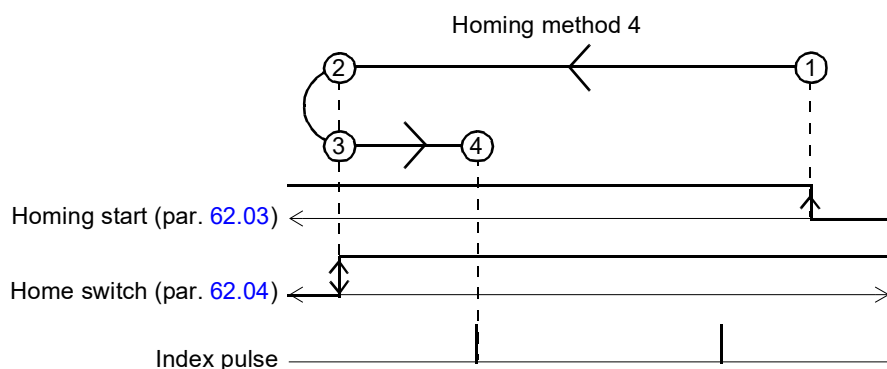 Homing method 4
2
1
3
4
Homing start (par. 62.03)
Home switch (par. 62.04)
Index pulse